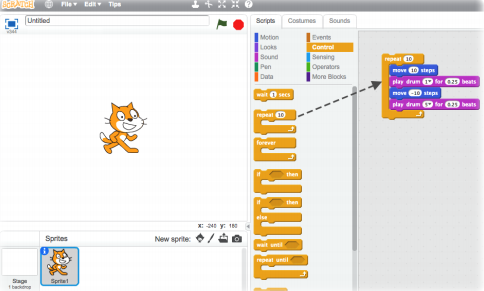 SCRATCH File▼ Edit▼ Tips
Untitled
Scripts Costumes Sounds
Motion Events
Looks Control
Sound Sensing
Pen Operators
Data More Blocks
wait 1 secs
repeat 10
forever
if then
if then
else
wait until
repeat until
repeat 10
move 10 steps
play drum 1▼ for 0.25 beats
move -10 steps
play drum 1▼ for 0.25 beats
x: -240 y: 180
Sprites New sprite:
Stage
1 backdrop
Sprite1